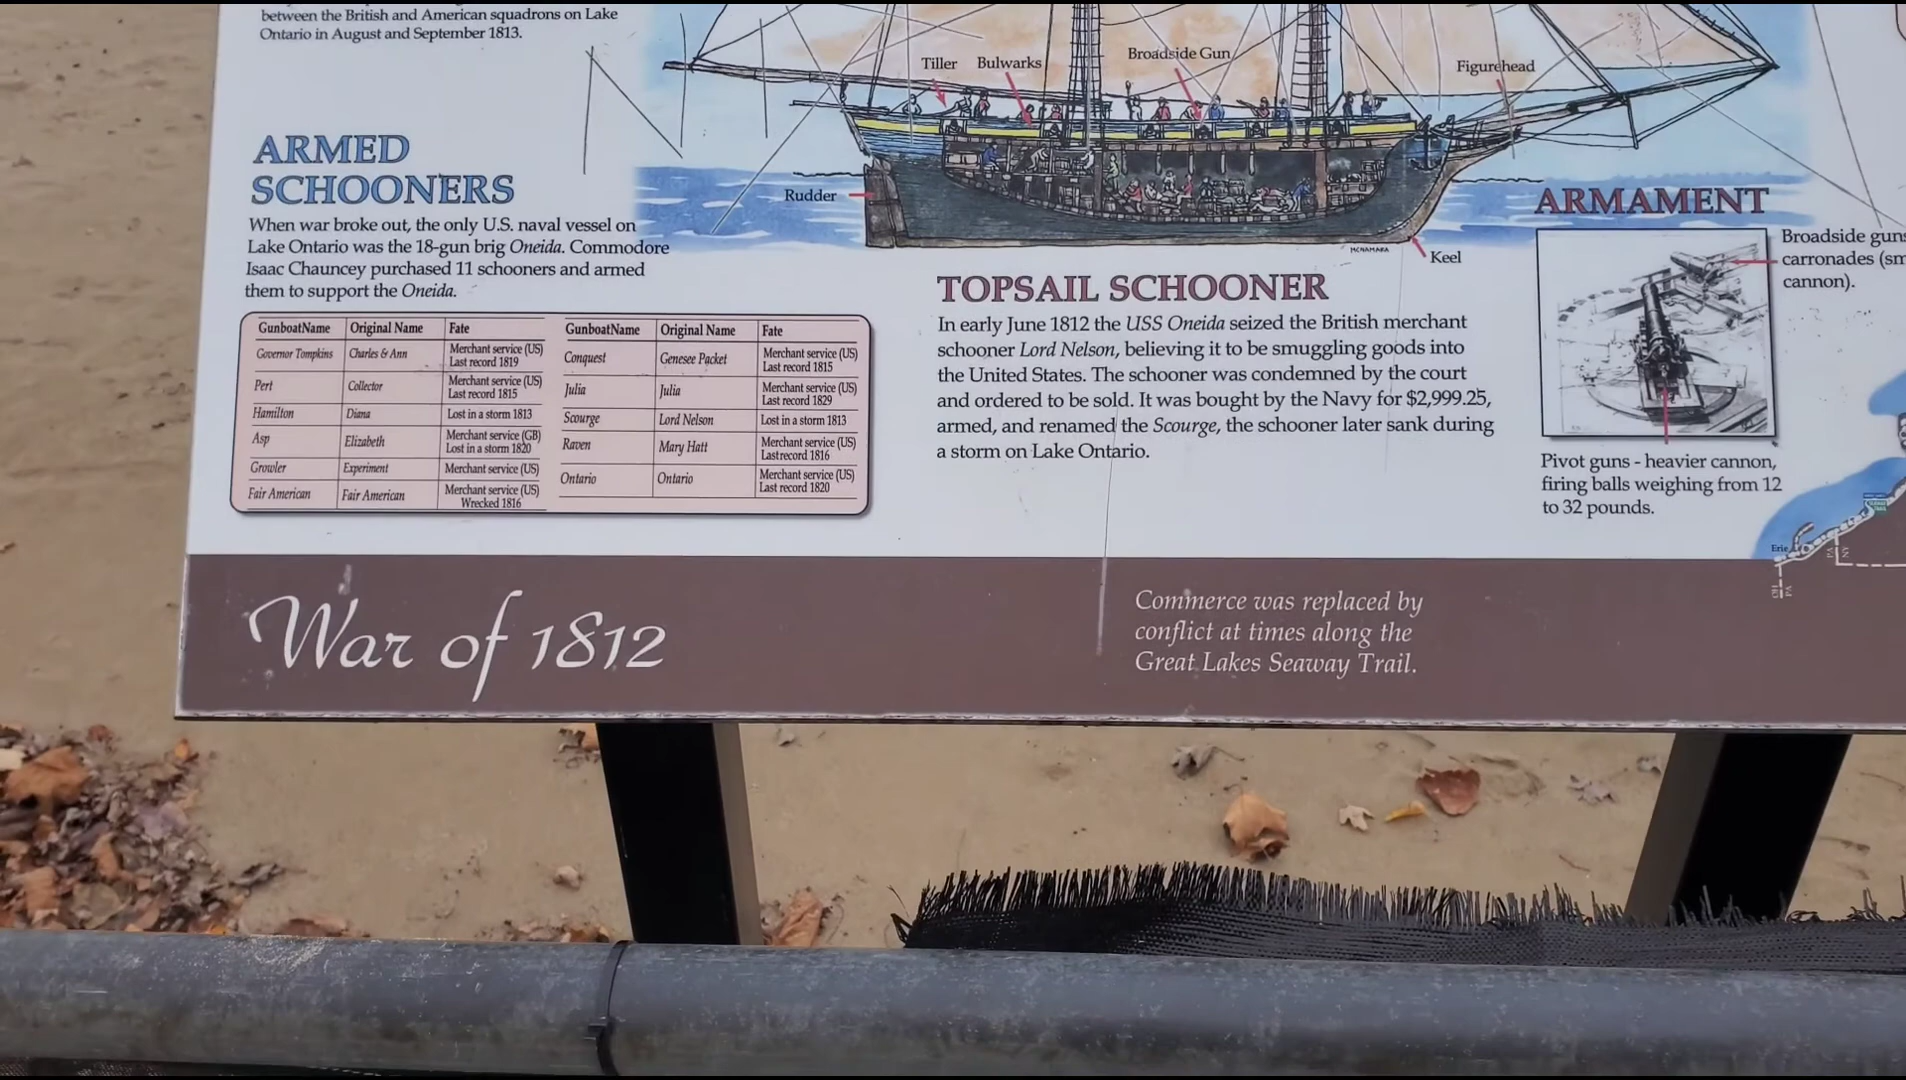 between the British and American squadrons on Lake
Ontario in August and September 1813.
Tiller
Bulwarks
Broadside Gun
Figurehead
Rudder
Keel
MCNAMARA
ARMED
SCHOONERS
When war broke out, the only U.S. naval vessel on
Lake Ontario was the 18-gun brig Oneida. Commodore
Isaac Chauncey purchased 11 schooners and armed
them to support the Oneida.
GunboatName Original Name Fate
Governor Tompkins Charles & Ann Merchant service (US)
Last record 1819
Pert Collector Merchant service (US)
Last record 1815
Hamilton Diana Lost in a storm 1813
Asp Elizabeth Merchant service (GB)
Lost in a storm 1820
Growler Experiment Merchant service (US)
Fair American Fair American Merchant service (US)
Wrecked 1816
GunboatName Original Name Fate
Conquest Genesee Packet Merchant service (US)
Last record 1815
Julia Julia Merchant service (US)
Last record 1829
Scourge Lord Nelson Lost in a storm 1813
Raven Mary Hatt Merchant service (US)
Lastrecord 1816
Ontario Ontario Merchant service (US)
Last record 1820
TOPSAIL SCHOONER
In early June 1812 the USS Oneida seized the British merchant
schooner Lord Nelson, believing it to be smuggling goods into
the United States. The schooner was condemned by the court
and ordered to be sold. It was bought by the Navy for $2,999.25,
armed, and renamed the Scourge, the schooner later sank during
a storm on Lake Ontario.
ARMAMENT
Broadside guns
carronades (sm
cannon).
Pivot guns - heavier cannon,
firing balls weighing from 12
to 32 pounds.
Erie
PA
NY
OH
PA
War of 1812
Commerce was replaced by
conflict at times along the
Great Lakes Seaway Trail.